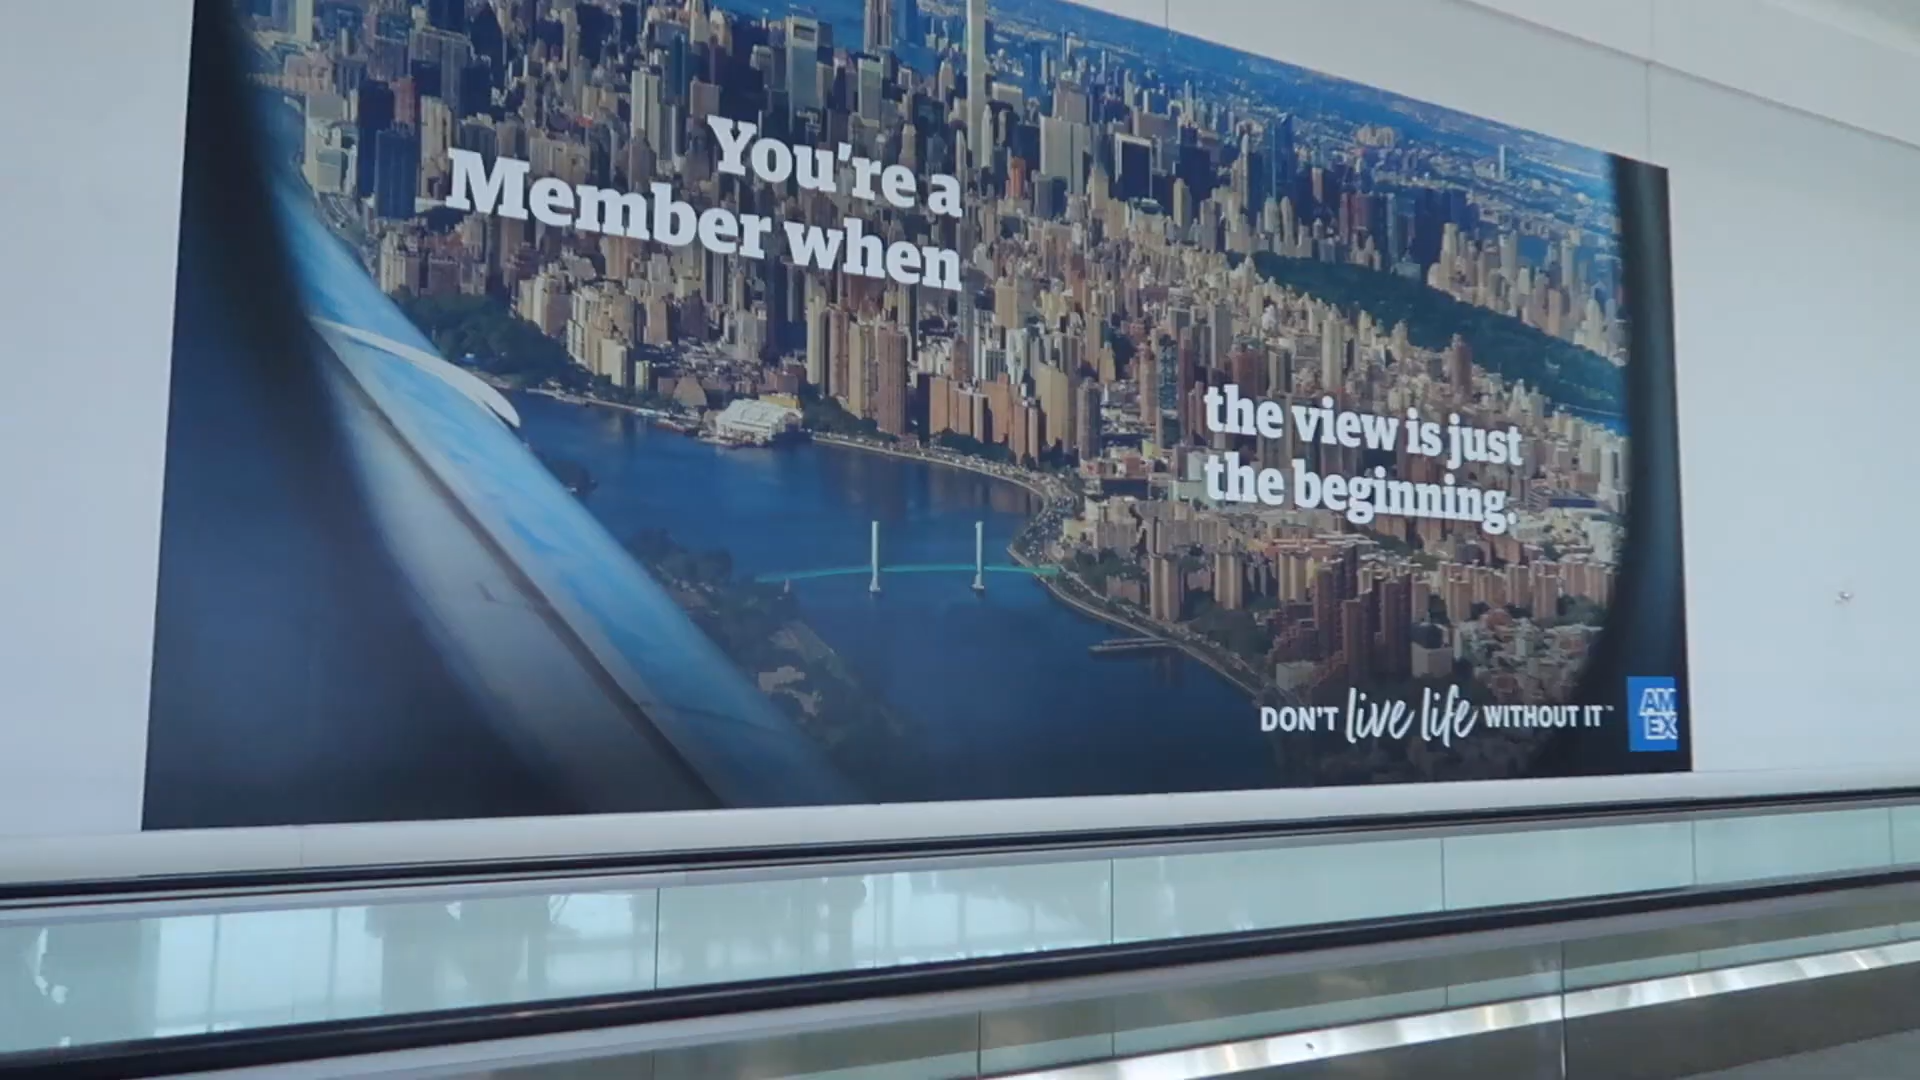 You're a
Member when
the view is just
the beginning.
DON'T live life WITHOUT IT™
AM
EX